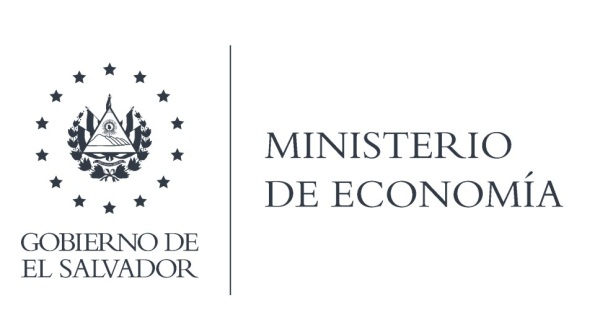 GOBIERNO DE
EL SALVADOR
MINISTERIO
DE ECONOMÍA